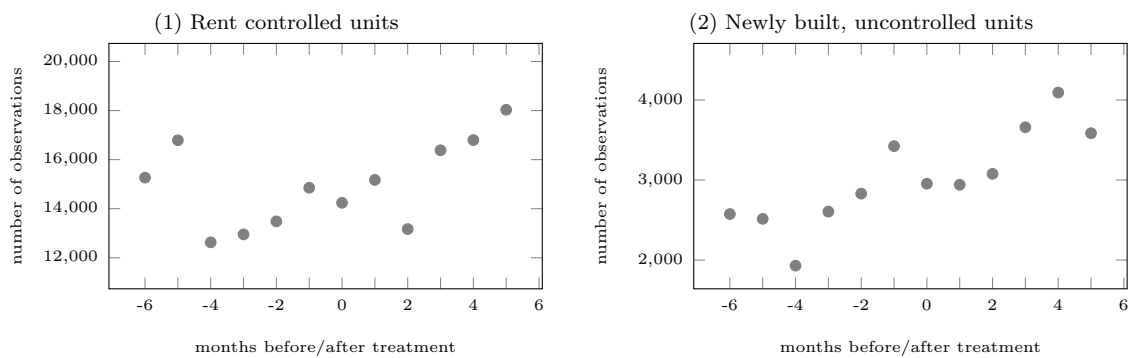 (1) Rent controlled units
number of observations
20,000
18,000
16,000
14,000
12,000
-6 -4 -2 0 2 4 6
months before/after treatment
(2) Newly built, uncontrolled units
number of observations
4,000
3,000
2,000
-6 -4 -2 0 2 4 6
months before/after treatment